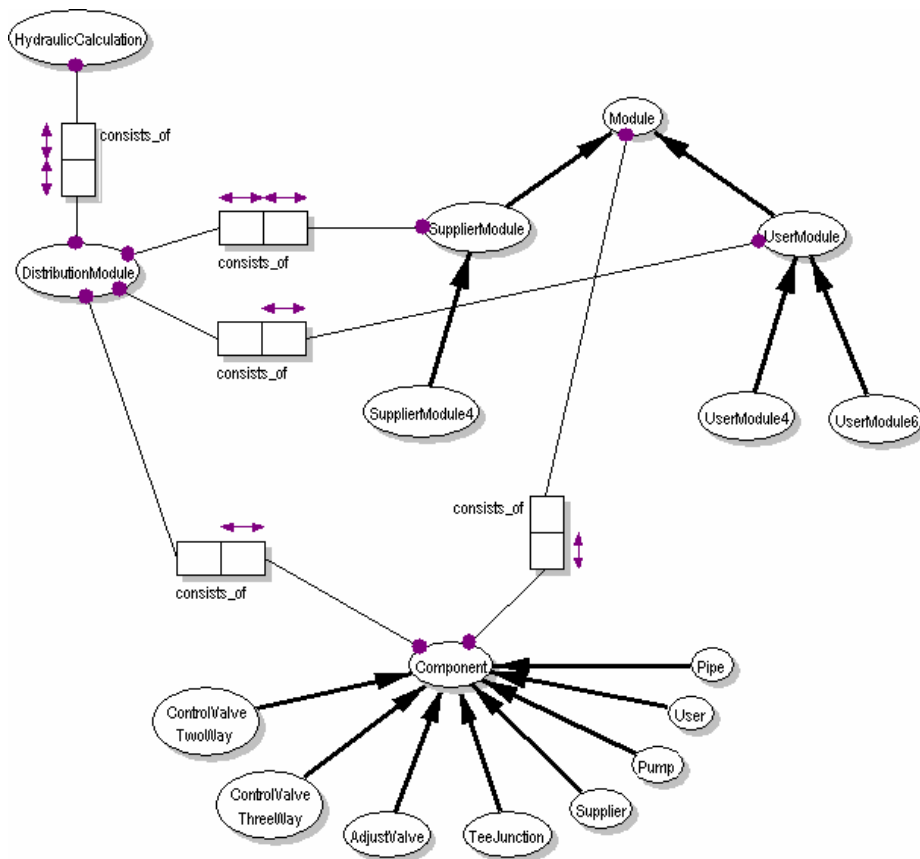 HydraulicCalculation
consists_of
Module
consists_of
SupplierModule
UserModule
DistributionModule
consists_of
SupplierModule4
UserModule4
UserModule6
consists_of
consists_of
Component
Pipe
User
ControlValve
TwoWay
Pump
ControlValve
ThreeWay
Supplier
AdjustValve
TeeJunction